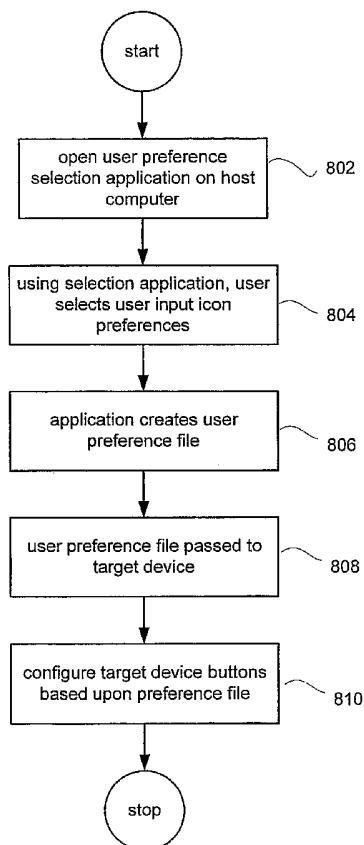 start
open user preference
selection application on host
computer
802
using selection application, user
selects user input icon
preferences
804
application creates user
preference file
806
user preference file passed to
target device
808
configure target device buttons
based upon preference file
810
stop